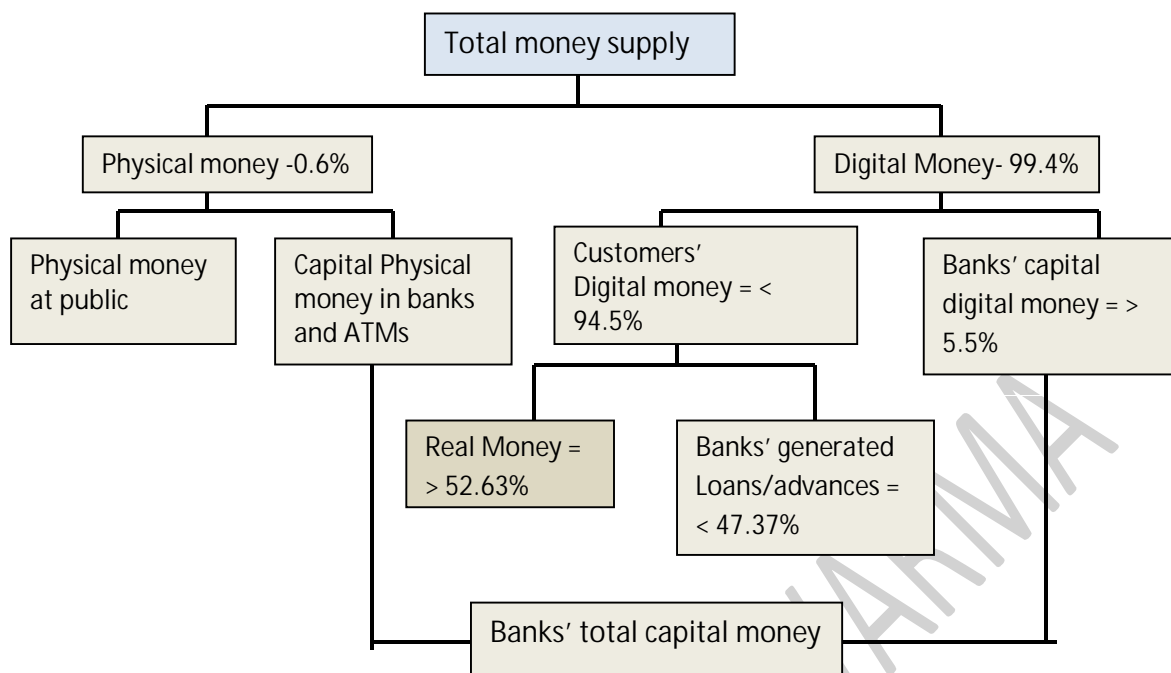 Total money supply
Physical money -0.6%
Digital Money- 99.4%
Physical money
at public
Capital Physical
money in banks
and ATMs
Customers’
Digital money = <
94.5%
Banks’ capital
digital money = >
5.5%
Real Money =
> 52.63%
Banks’ generated
Loans/advances =
< 47.37%
Banks’ total capital money